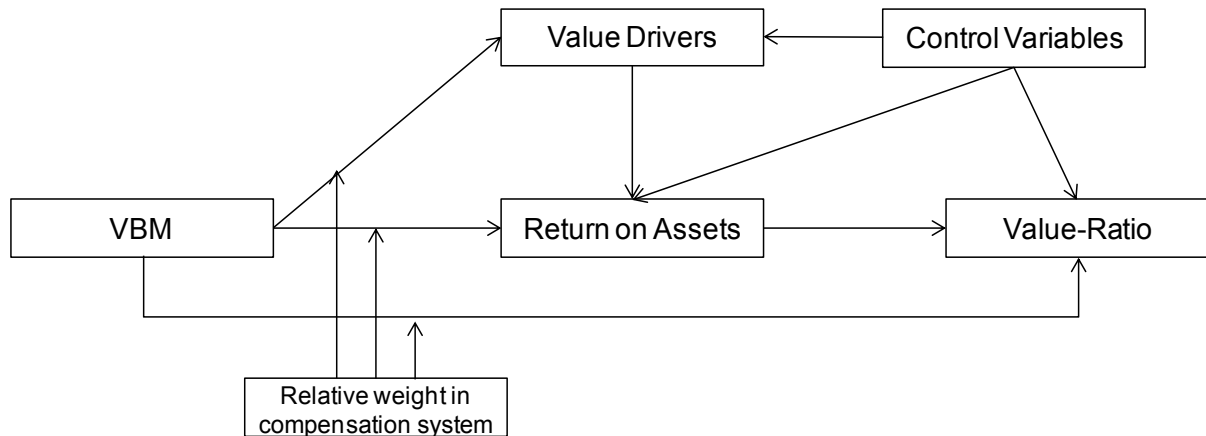 Value Drivers
Control Variables
VBM
Return on Assets
Value-Ratio
Relative weight in
compensation system